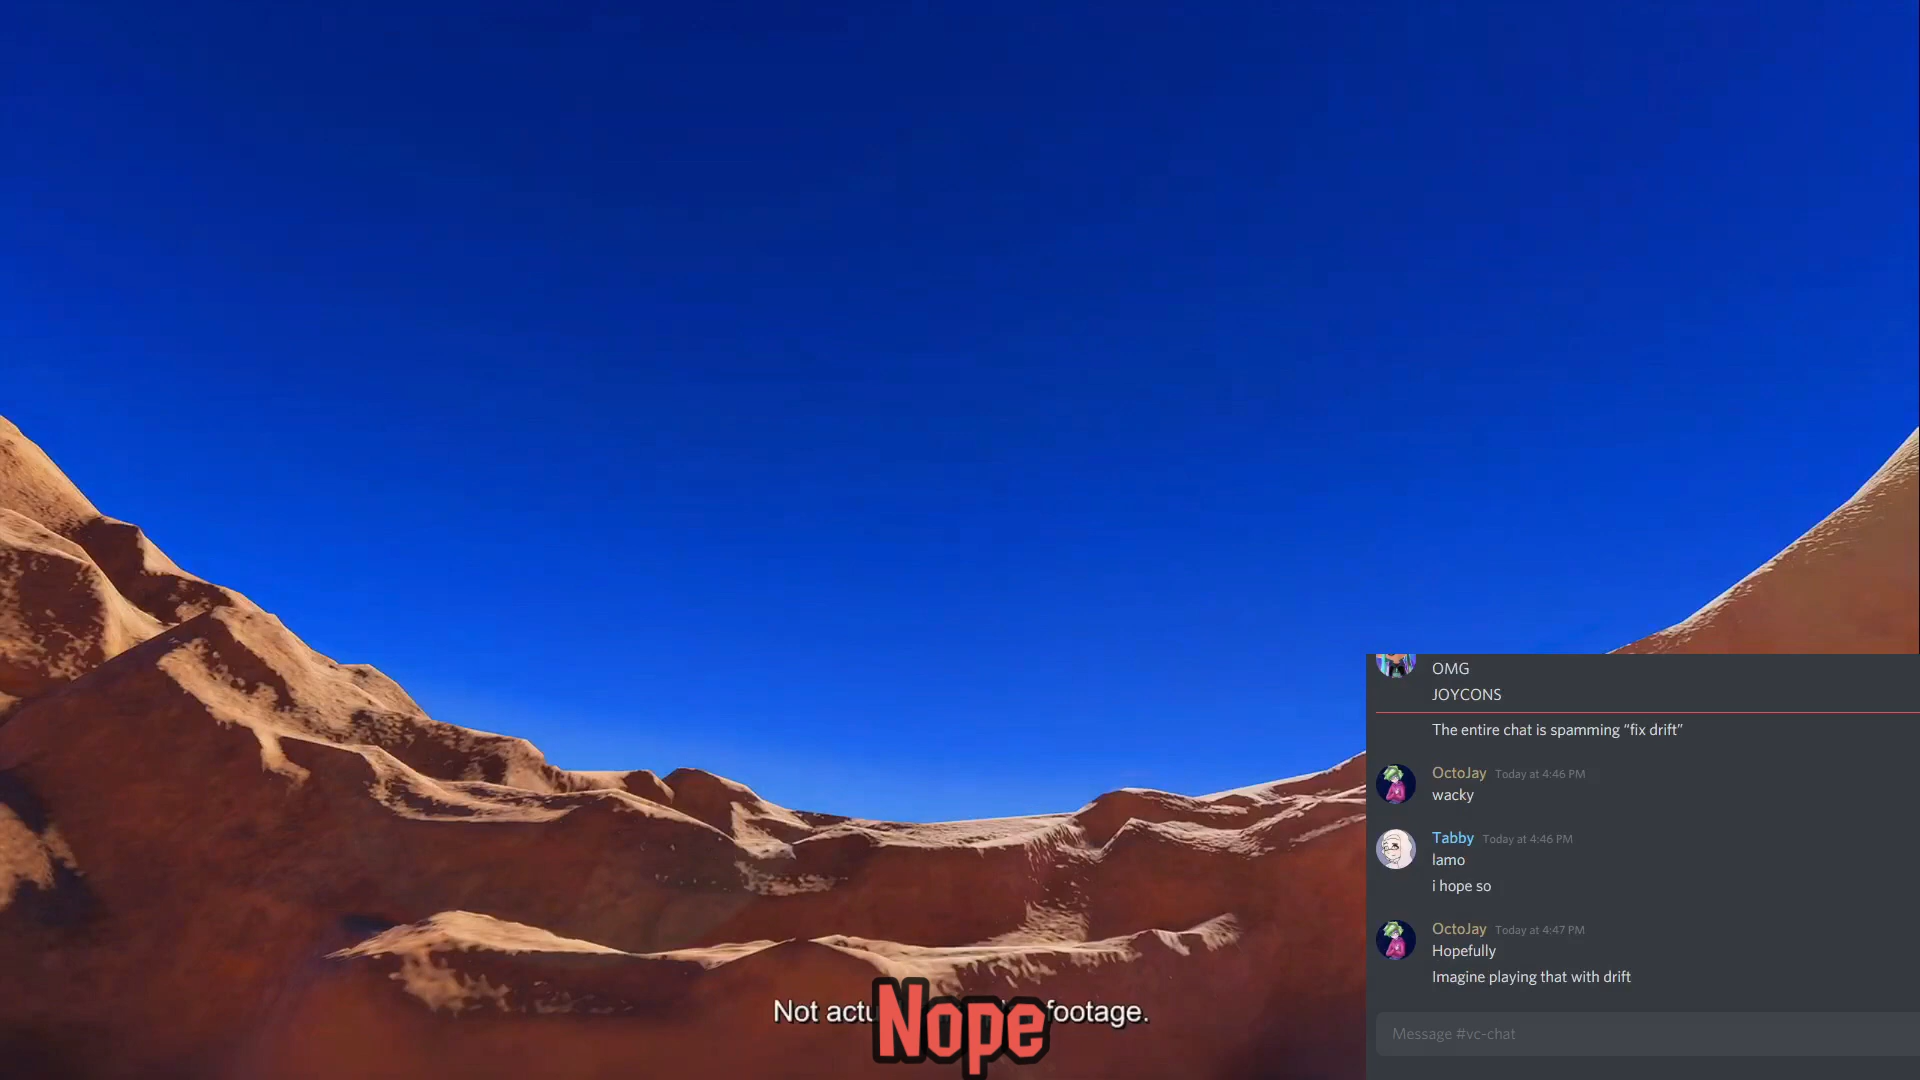 OMG
JOYCONS
The entire chat is spamming “fix drift”
OctoJay Today at 4:46 PM
wacky
Tabby Today at 4:46 PM
lamo
i hope so
OctoJay Today at 4:47 PM
Hopefully
Imagine playing that with drift
Not footage.
Nope
Message #vc-chat